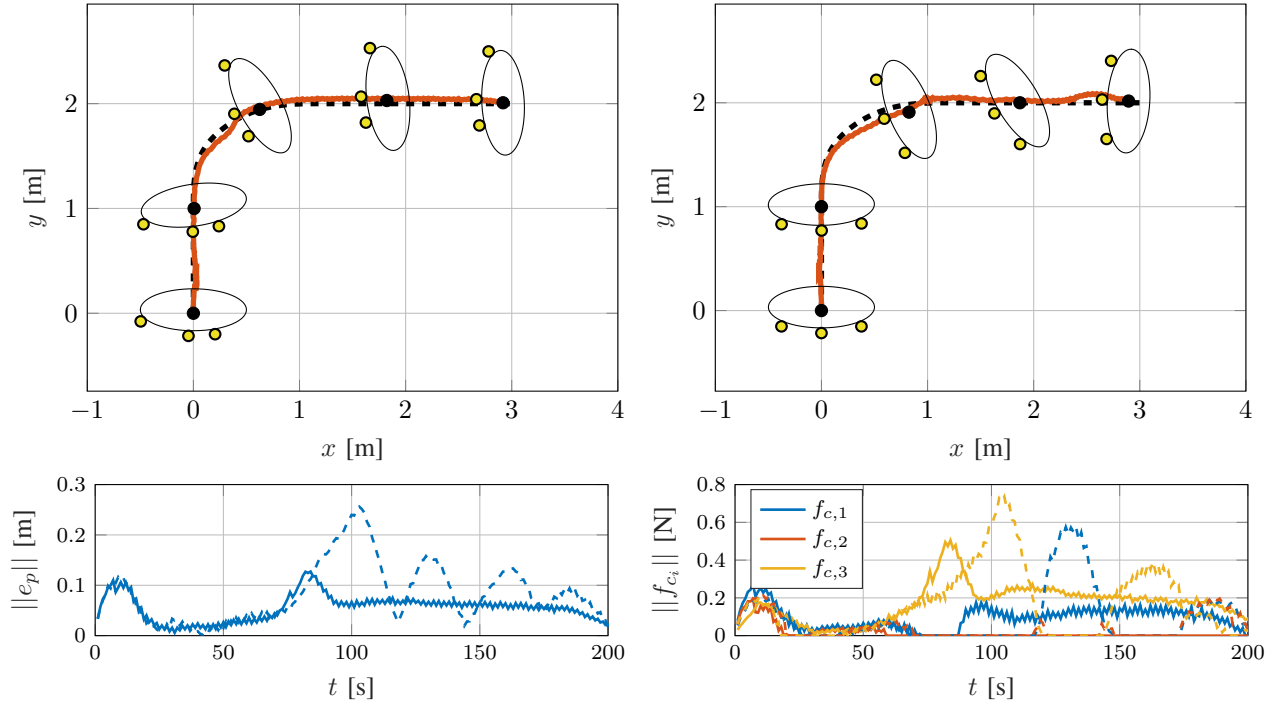 2
1
0
y [m]
−1 0 1 2 3 4
x [m]
2
1
0
y [m]
−1 0 1 2 3 4
x [m]
0.3
0.2
0.1
0
||e_p|| [m]
0 50 100 150 200
t [s]
0.8
0.6
0.4
0.2
0
||f_{c_i}|| [N]
f_{c,1}
f_{c,2}
f_{c,3}
0 50 100 150 200
t [s]